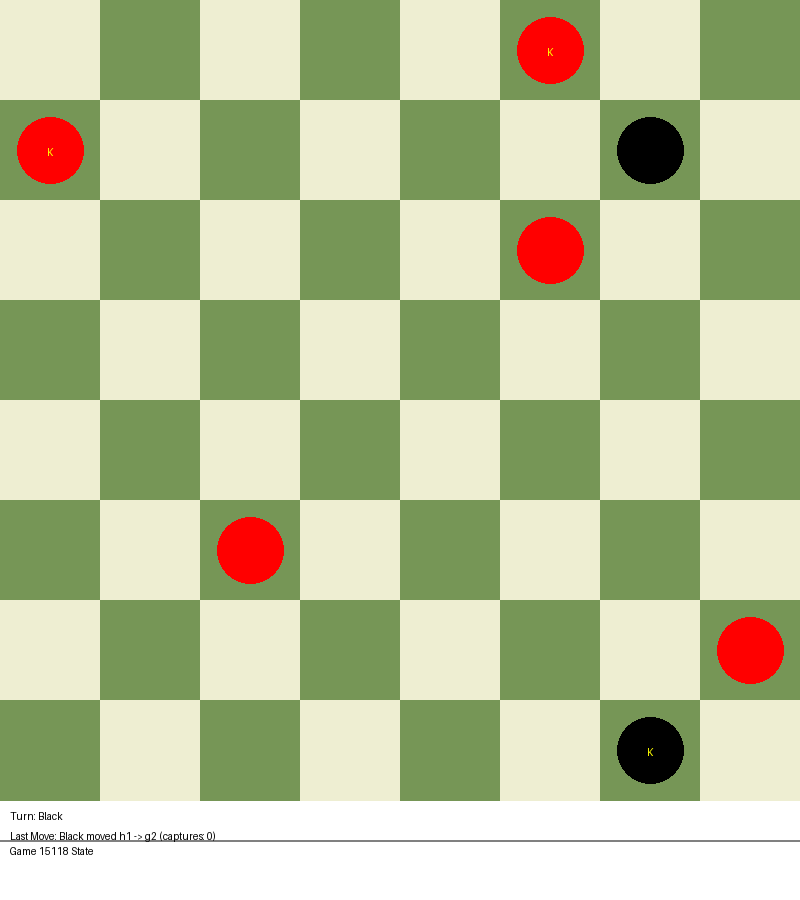 K
K
K
Turn: Black
Last Move: Black moved h1 -> g2 (captures: 0)
Game 15118 State